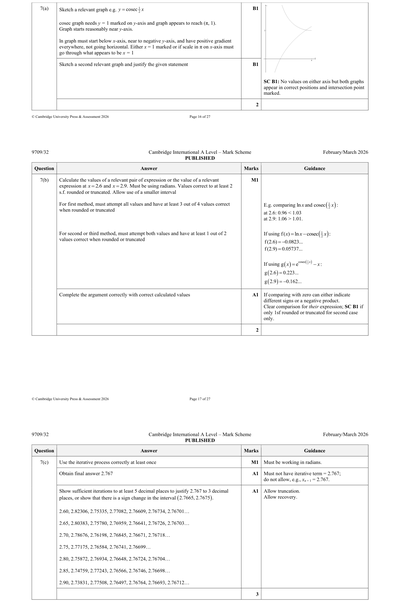 7(a)
Sketch a relevant graph e.g. y = cosec(½x)
B1
cosec graph needs y = 1 marked on y-axis and graph appears to reach (π, 1).
Graph starts reasonably near y-axis.
ln graph must start below x-axis, near to negative y-axis, and have positive gradient
everywhere, not going horizontal. Either x = 1 marked or if scale in π on x-axis must
go through what appears to be x = 1
Sketch a second relevant graph and justify the given statement
B1
SC B1: No values on either axis but both graphs
appear in correct positions and intersection point
marked.
2
© Cambridge University Press & Assessment 2026
Page 16 of 27
9709/32
Cambridge International A Level – Mark Scheme
PUBLISHED
February/March 2026
Question
Answer
Marks
Guidance
7(b)
Calculate the values of a relevant pair of expression or the value of a relevant
expression at x = 2.6 and x = 2.9. Must be using radians. Values correct to at least 2
s.f. rounded or truncated. Allow use of a smaller interval
M1
For first method, must attempt all values and have at least 3 out of 4 values correct
when rounded or truncated
E.g. comparing ln x and cosec(½x):
at 2.6: 0.96 < 1.03
at 2.9: 1.06 > 1.01.
For second or third method, must attempt both values and have at least 1 out of 2
values correct when rounded or truncated
If using f(x) = ln x – cosec(½x):
f(2.6) = –0.0823...
f(2.9) = 0.05737...
g(2.6) = 0.223...
g(2.9) = –0.162...
Complete the argument correctly with correct calculated values
A1
If comparing with zero can either indicate
different signs or a negative product.
Clear comparison for their expression; SC B1 if
only 1sf rounded or truncated for second case
only.
2
© Cambridge University Press & Assessment 2026
Page 17 of 27
9709/32
Cambridge International A Level – Mark Scheme
PUBLISHED
February/March 2026
Question
Answer
Marks
Guidance
7(c)
Use the iterative process correctly at least once
M1
Must be working in radians.
Obtain final answer 2.767
A1
Must not have iterative term = 2.767;
do not allow, e.g., xₙ₊₁ = 2.767.
Show sufficient iterations to at least 5 decimal places to justify 2.767 to 3 decimal
places, or show that there is a sign change in the interval (2.7665, 2.7675).
A1
Allow truncation.
Allow recovery.
2.60, 2.82306, 2.75335, 2.77082, 2.76609, 2.76734, 2.76701…
2.65, 2.80383, 2.75780, 2.76959, 2.76641, 2.76726, 2.76703…
2.70, 2.78676, 2.76198, 2.76845, 2.76671, 2.76718…
2.75, 2.77175, 2.76584, 2.76741, 2.76699…
2.80, 2.75872, 2.76934, 2.76648, 2.76724, 2.76704…
2.85, 2.74759, 2.77243, 2.76566, 2.76746, 2.76698…
2.90, 2.73831, 2.77508, 2.76497, 2.76764, 2.76693, 2.76712…
3